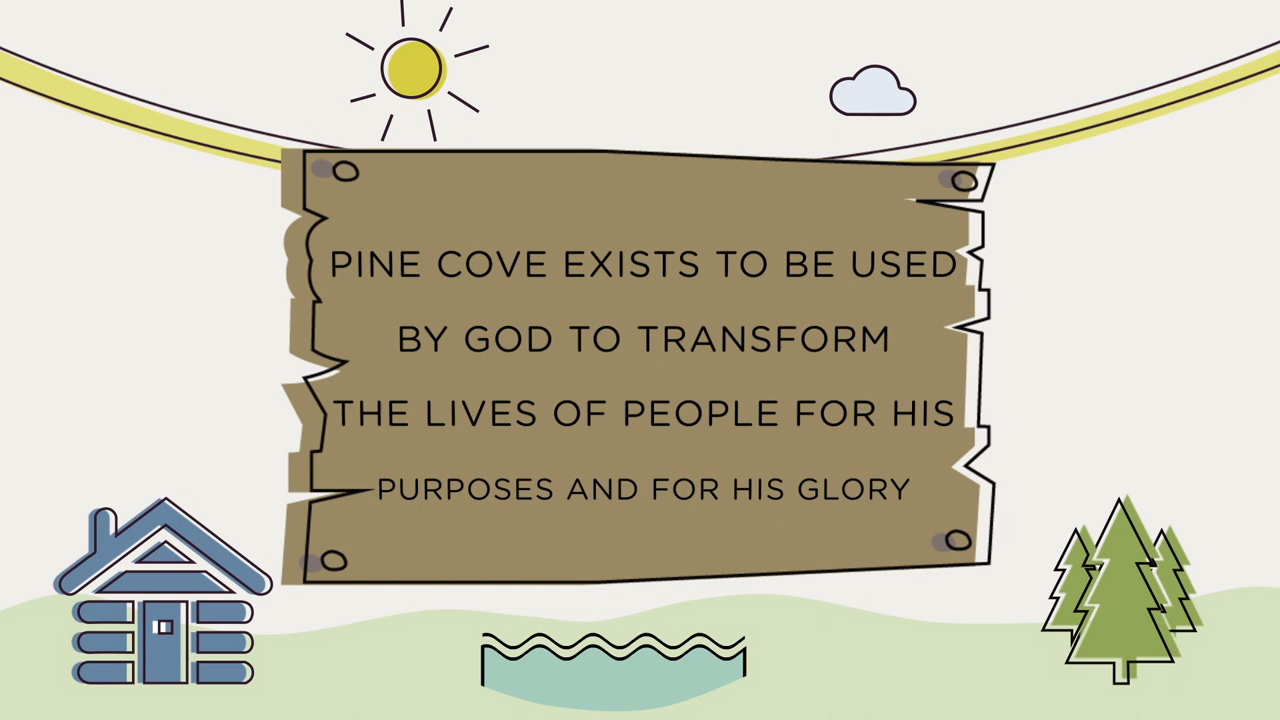 PINE COVE EXISTS TO BE USED
BY GOD TO TRANSFORM
THE LIVES OF PEOPLE FOR HIS
PURPOSES AND FOR HIS GLORY